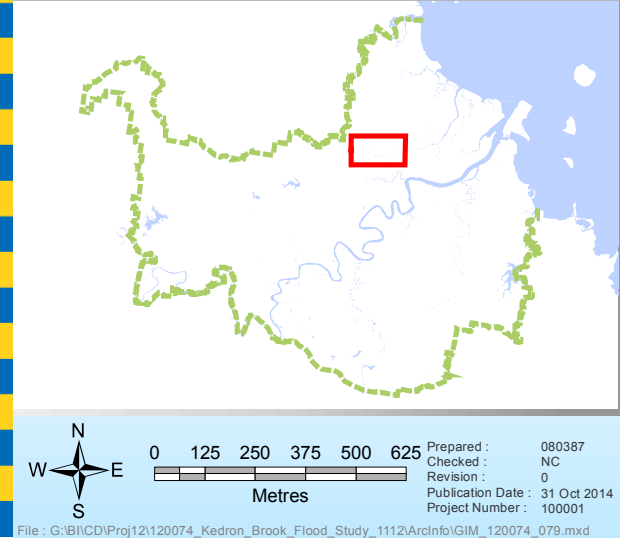 N
W E
S
0 125 250 375 500 625
Metres
Prepared : 080387
Checked : NC
Revision : 0
Publication Date : 31 Oct 2014
Project Number : 100001
File : G:\BI\CD\Proj12\120074_Kedron_Brook_Flood_Study_1112\ArcInfo\GIM_120074_079.mxd